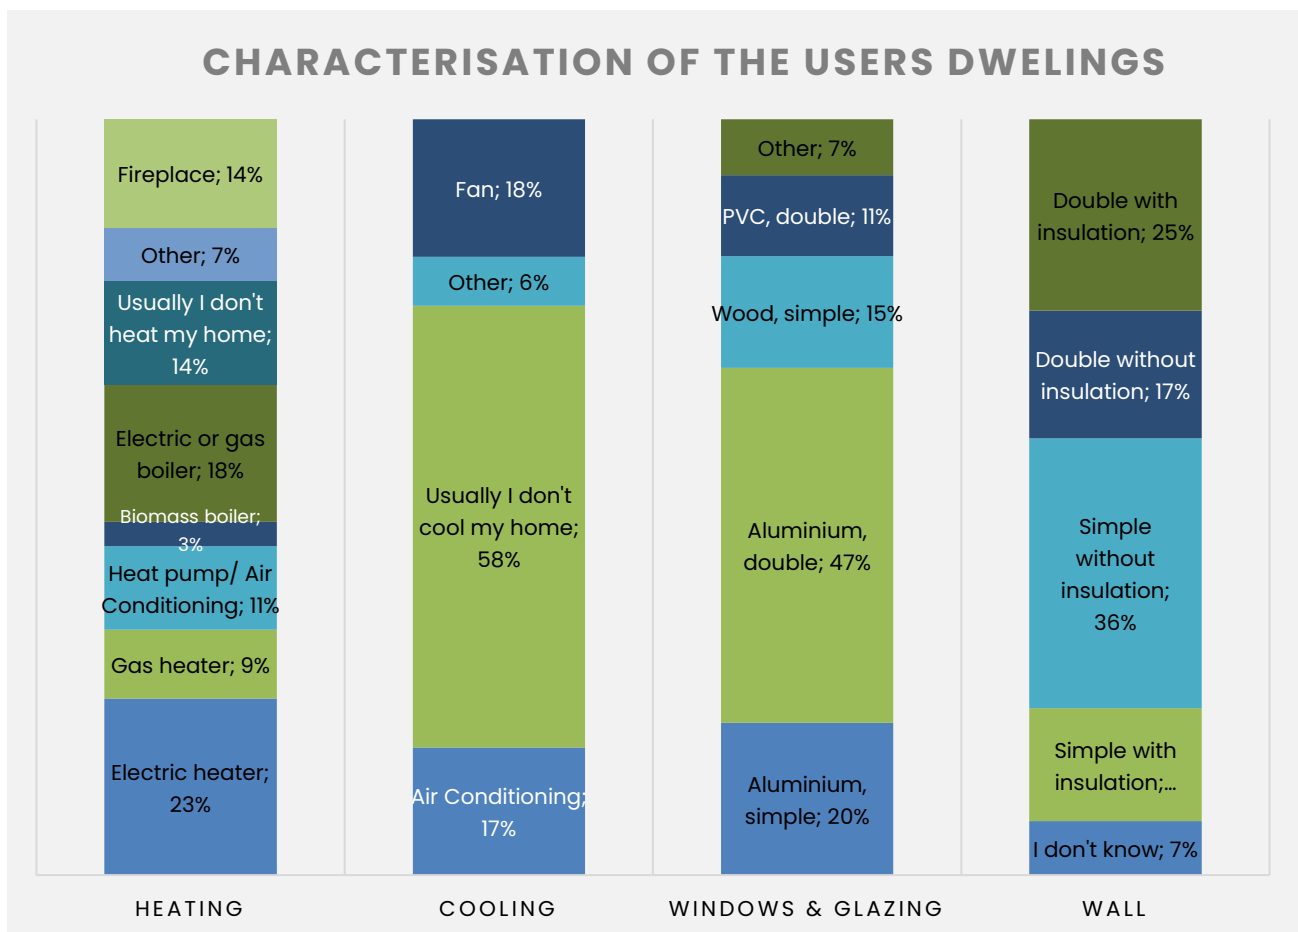 CHARACTERISATION OF THE USERS DWELINGS
Fireplace; 14%
Other; 7%
Usually I don't
heat my home;
14%
Electric or gas
boiler; 18%
Biomass boiler;
3%
Heat pump/ Air
Conditioning; 11%
Gas heater; 9%
Electric heater;
23%
Fan; 18%
Other; 6%
Usually I don't
cool my home;
58%
Air Conditioning;
17%
Other; 7%
PVC, double; 11%
Wood, simple; 15%
Aluminium,
double; 47%
Aluminium,
simple; 20%
Double with
insulation; 25%
Double without
insulation; 17%
Simple
without
insulation;
36%
Simple with
insulation;...
I don't know; 7%
HEATING
COOLING
WINDOWS & GLAZING
WALL